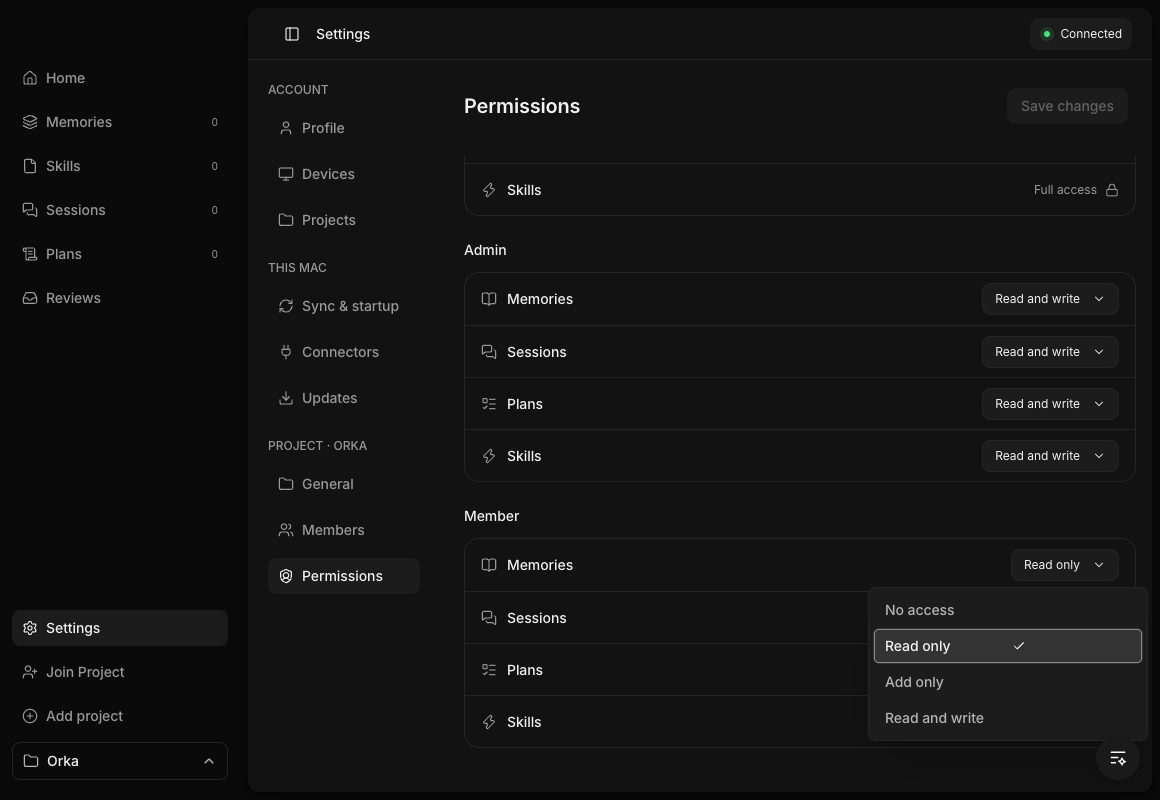 Settings
Connected
Home
Memories 0
Skills 0
Sessions 0
Plans 0
Reviews
Settings
Join Project
Add project
Orka
ACCOUNT
Profile
Devices
Projects
THIS MAC
Sync & startup
Connectors
Updates
PROJECT · ORKA
General
Members
Permissions
Permissions
Save changes
Skills Full access
Admin
Memories Read and write
Sessions Read and write
Plans Read and write
Skills Read and write
Member
Memories Read only
Sessions
Plans
Skills
No access
Read only
Add only
Read and write